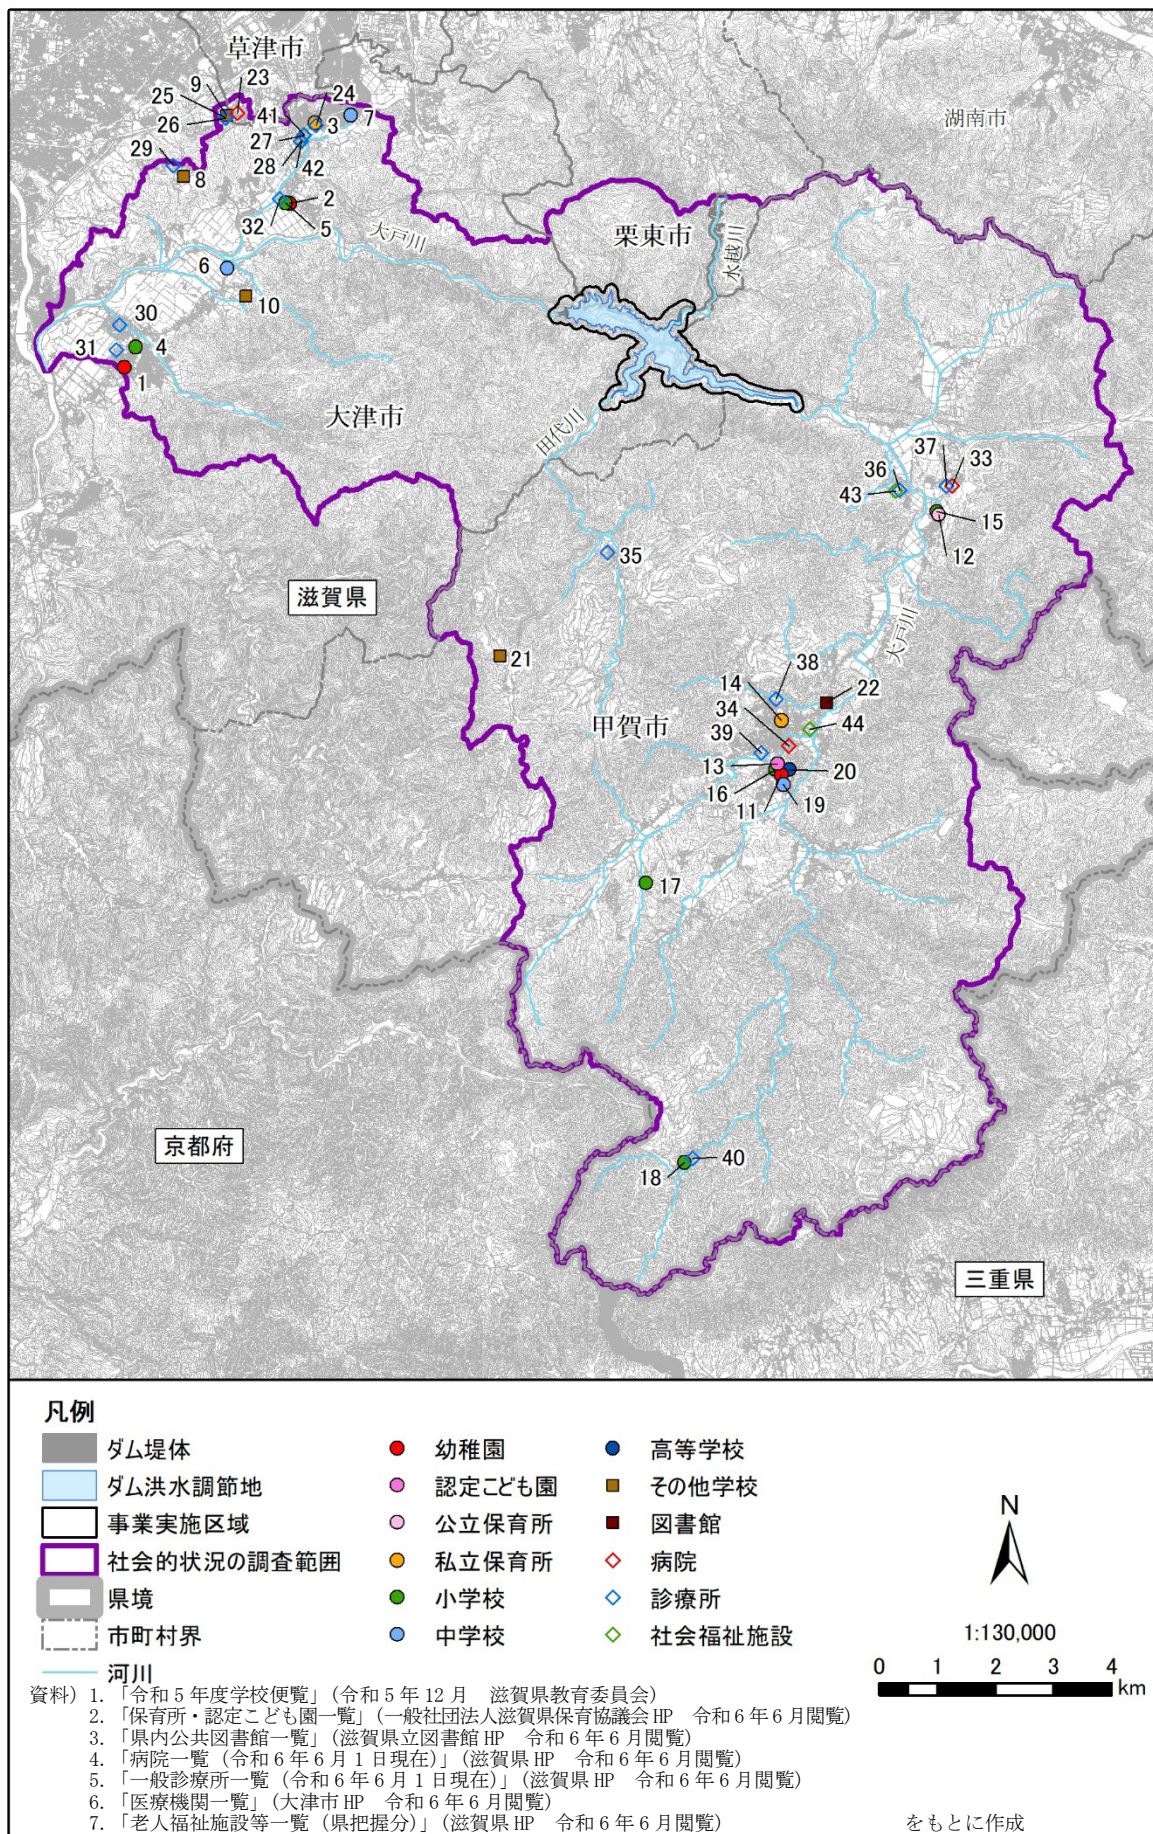 草津市
湖南市
栗東市
大津市
甲賀市
滋賀県
京都府
三重県
大戸川
水越川
田代川
大戸川
9
23
25
26
41
24
3
7
27
28
42
29
8
2
32
5
6
10
30
31
4
1
37
33
36
43
15
12
35
21
38
14
22
34
44
39
13
20
16
11
19
17
18
40
凡例
ダム堤体
ダム洪水調節地
事業実施区域
社会的状況の調査範囲
県境
市町村界
河川
幼稚園
認定こども園
公立保育所
私立保育所
小学校
中学校
高等学校
その他学校
図書館
病院
診療所
社会福祉施設
N
1:130,000
0 1 2 3 4
km
資料) 1. 「令和5年度学校便覧」(令和5年12月 滋賀県教育委員会)
2. 「保育所・認定こども園一覧」(一般社団法人滋賀県保育協議会HP 令和6年6月閲覧)
3. 「県内公共図書館一覧」(滋賀県立図書館HP 令和6年6月閲覧)
4. 「病院一覧(令和6年6月1日現在)」(滋賀県HP 令和6年6月閲覧)
5. 「一般診療所一覧(令和6年6月1日現在)」(滋賀県HP 令和6年6月閲覧)
6. 「医療機関一覧」(大津市HP 令和6年6月閲覧)
7. 「老人福祉施設等一覧(県把握分)」(滋賀県HP 令和6年6月閲覧) をもとに作成